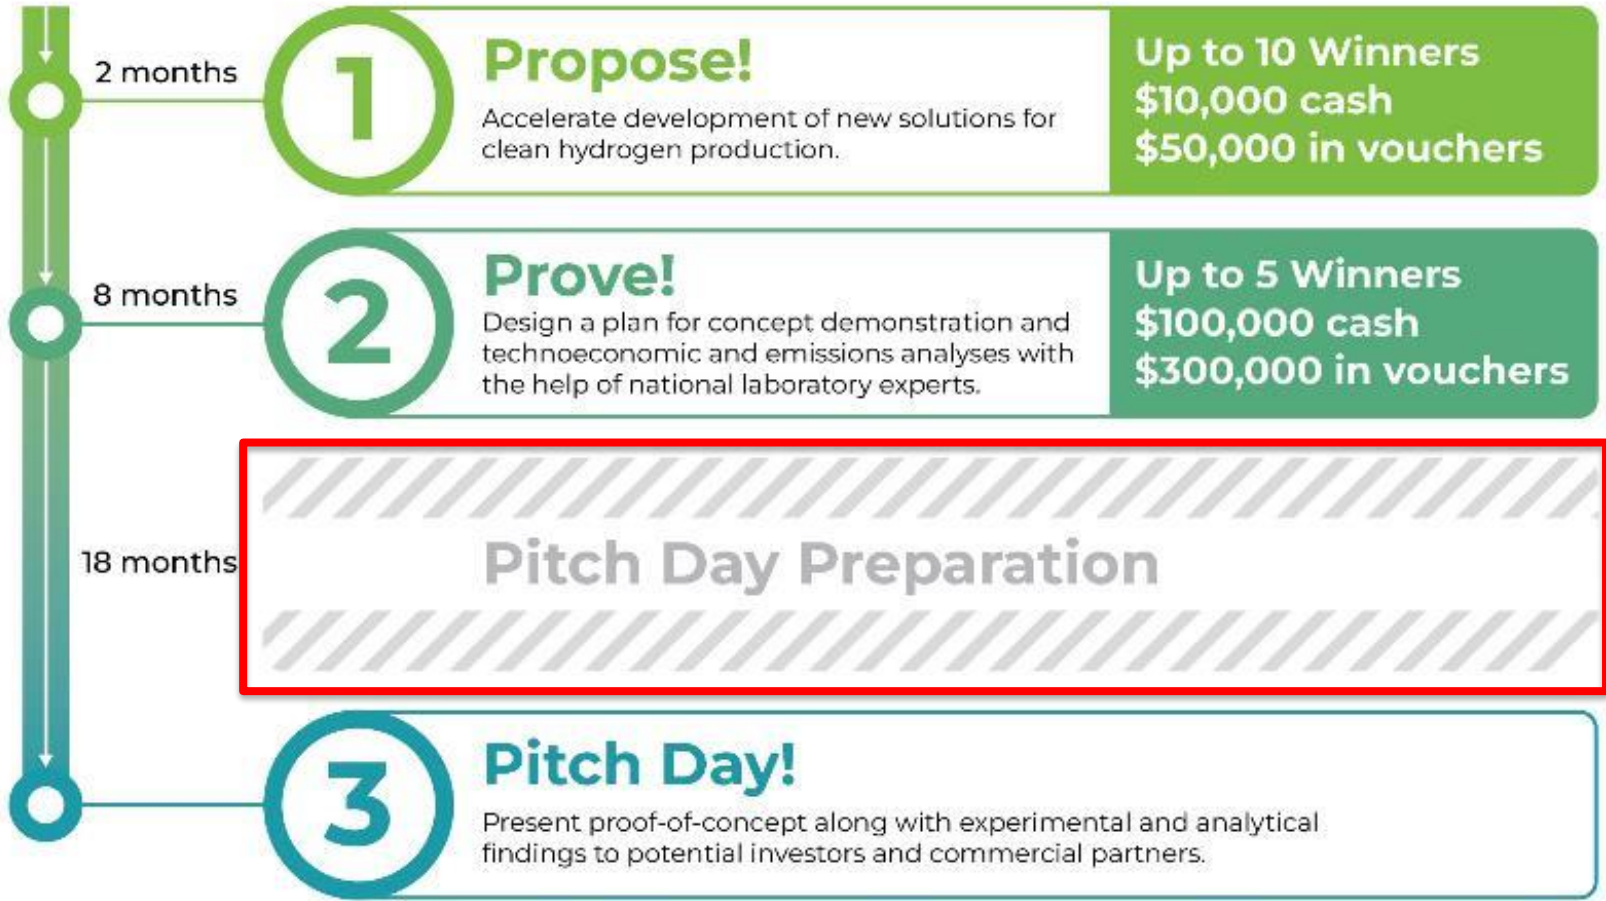 2 months
1
Propose!
Accelerate development of new solutions for
clean hydrogen production.
Up to 10 Winners
$10,000 cash
$50,000 in vouchers
8 months
2
Prove!
Design a plan for concept demonstration and
technoeconomic and emissions analyses with
the help of national laboratory experts.
Up to 5 Winners
$100,000 cash
$300,000 in vouchers
18 months
Pitch Day Preparation
3
Pitch Day!
Present proof-of-concept along with experimental and analytical
findings to potential investors and commercial partners.